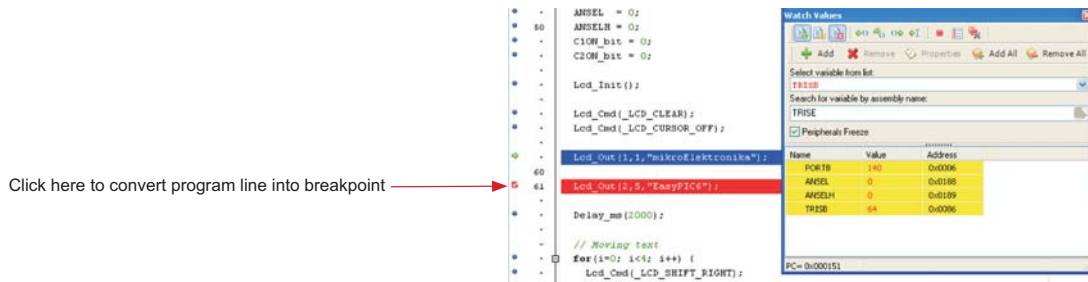 Click here to convert program line into breakpoint
ANSEL = 0;
50 ANSELH = 0;
C1ON_bit = 0;
C2ON_bit = 0;
Lcd_Init();
Lcd_Cmd(_LCD_CLEAR);
Lcd_Cmd(_LCD_CURSOR_OFF);
Lcd_Out(1,1,"mikroElektronika");
60
61 Lcd_Out(2,5,"EasyPIC6");
Delay_ms(2000);
// Moving text
for(i=0; i<4; i++) {
Lcd_Cmd(_LCD_SHIFT_RIGHT);
Watch Values
Add Remove Properties Add All Remove All
Select variable from list:
TRISB
Search for variable by assembly name:
TRISE
Peripherals Freeze
Name Value Address
PORTB 140 0x0006
ANSEL 0 0x0188
ANSELH 0 0x0189
TRISB 64 0x0086
PC= 0x000151